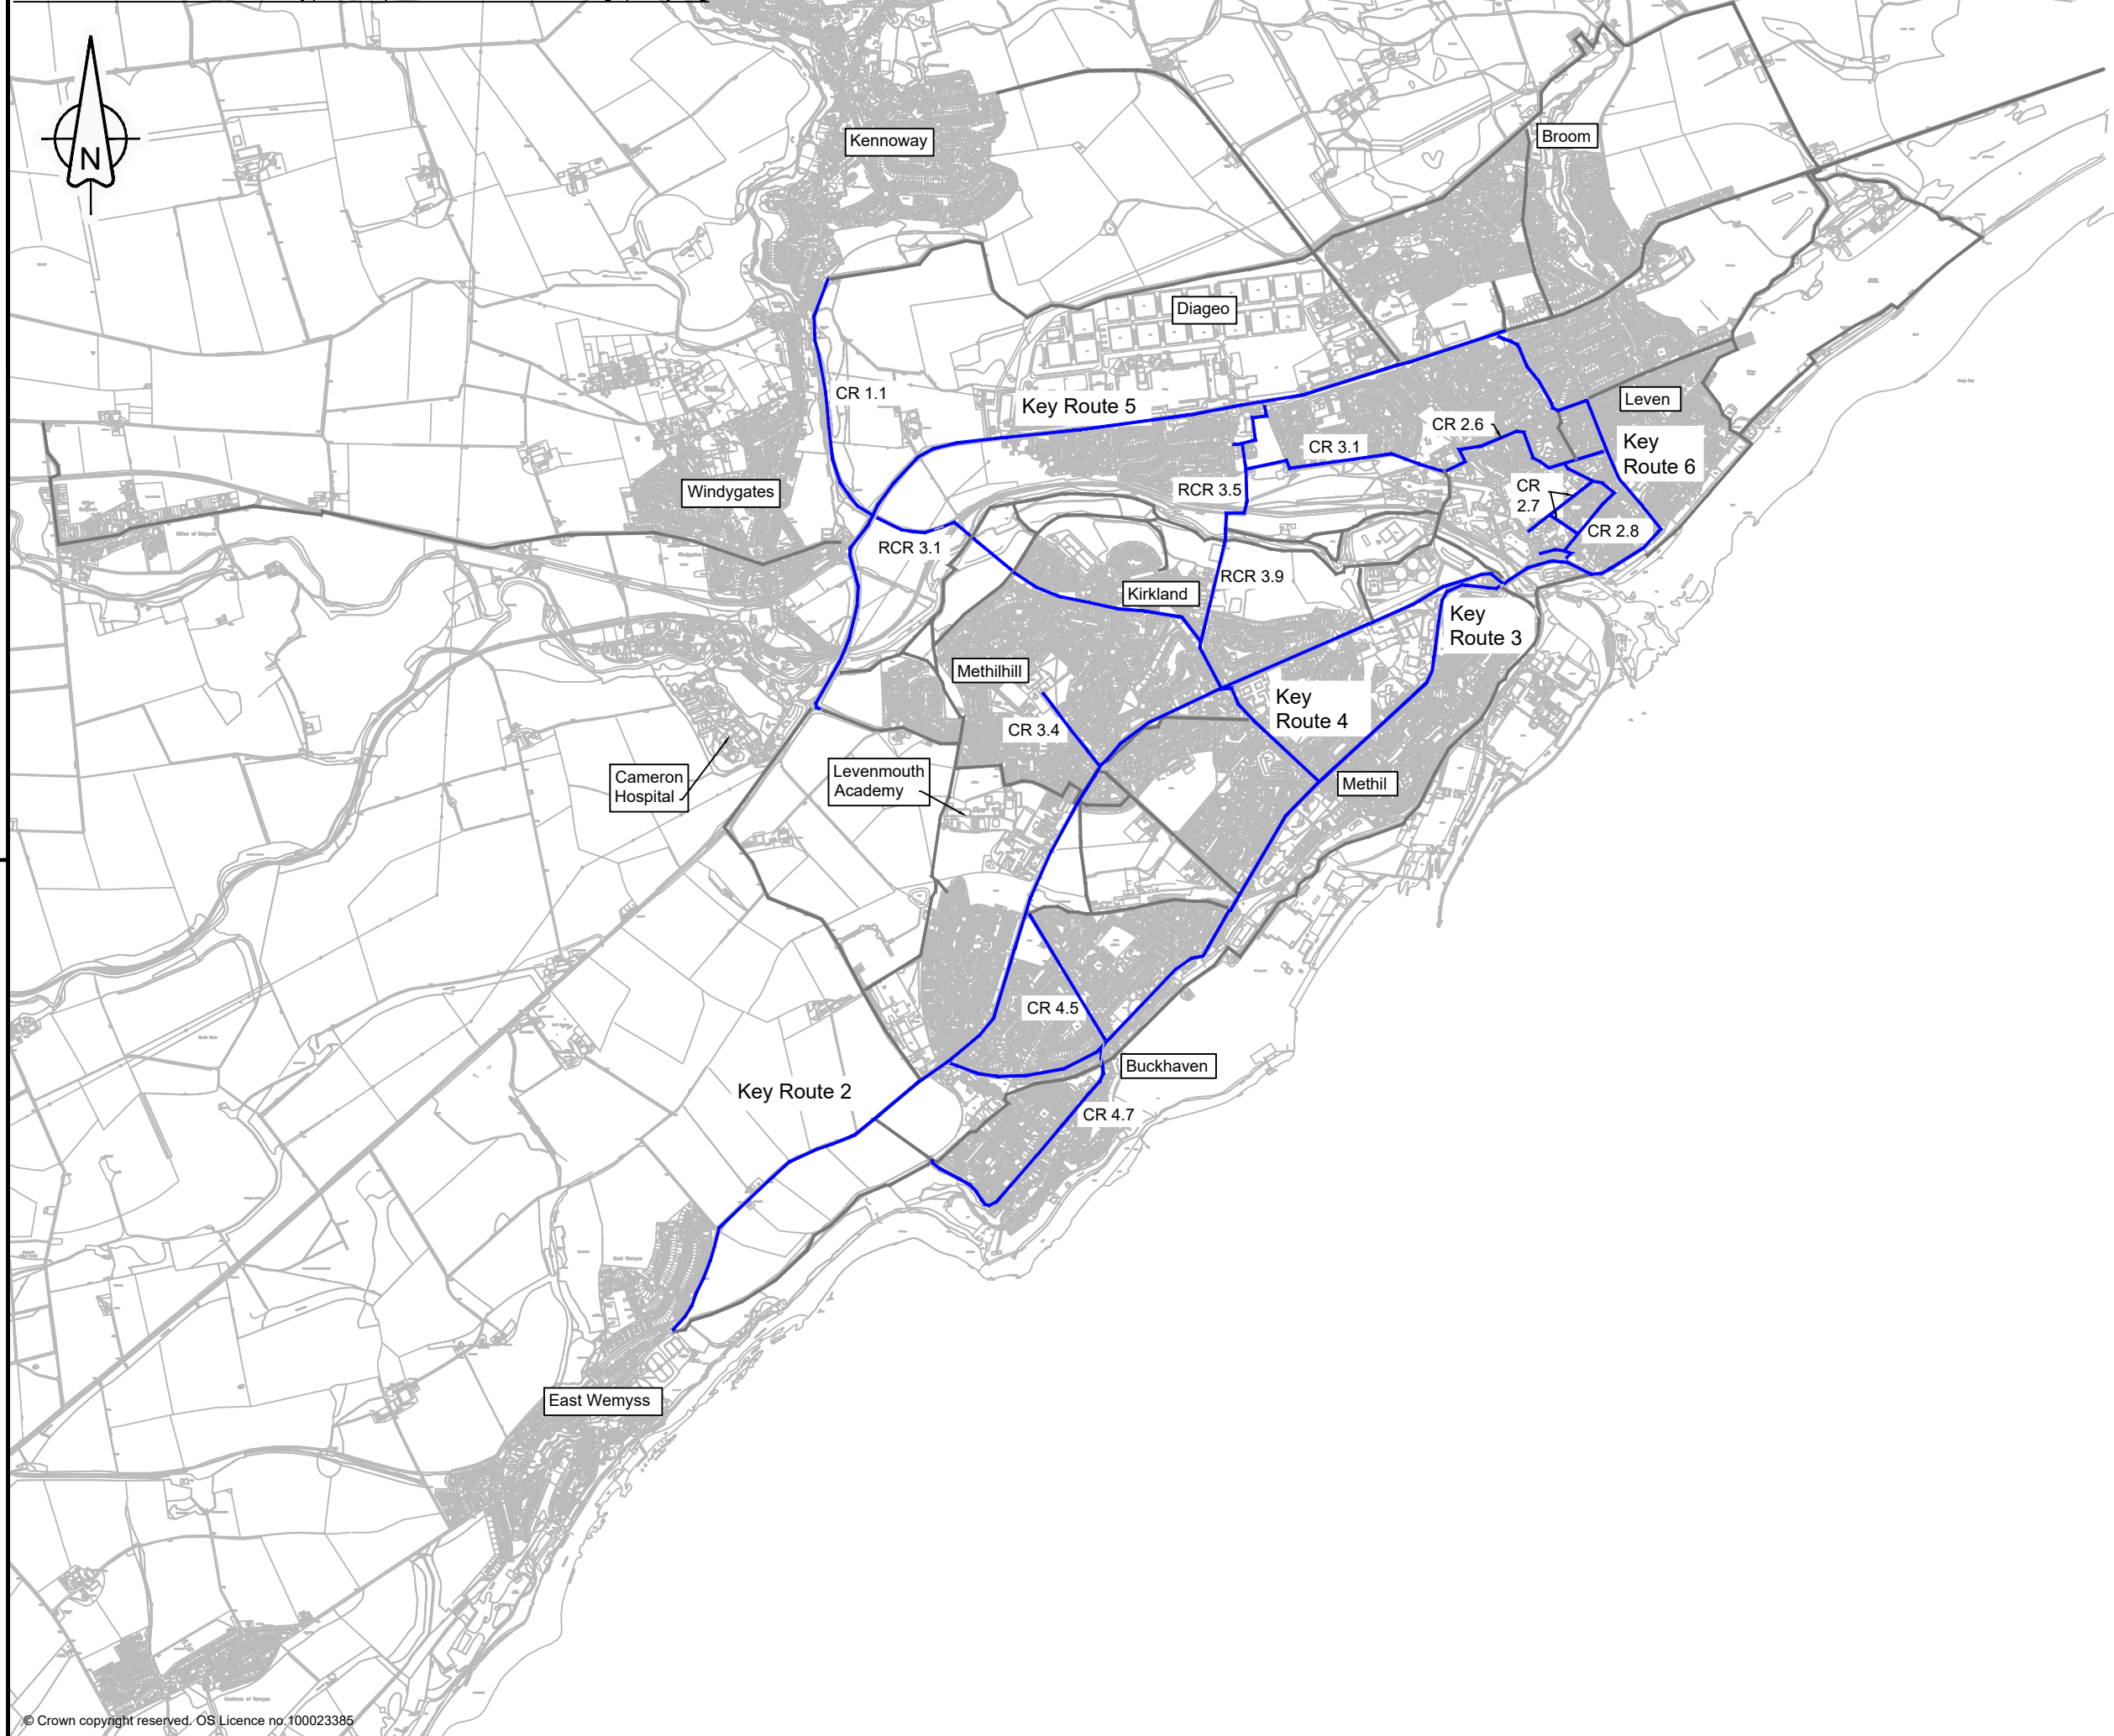 N
Kennoway
Broom
Diageo
CR 1.1
Key Route 5
Leven
CR 2.6
Key
Route 6
CR 3.1
Windygates
RCR 3.5
CR
2.7
CR 2.8
RCR 3.1
RCR 3.9
Kirkland
Key
Route 3
Methilhill
Key
Route 4
CR 3.4
Cameron
Hospital
Levenmouth
Academy
Methil
CR 4.5
Buckhaven
Key Route 2
CR 4.7
East Wemyss
© Crown copyright reserved. OS Licence no.100023385